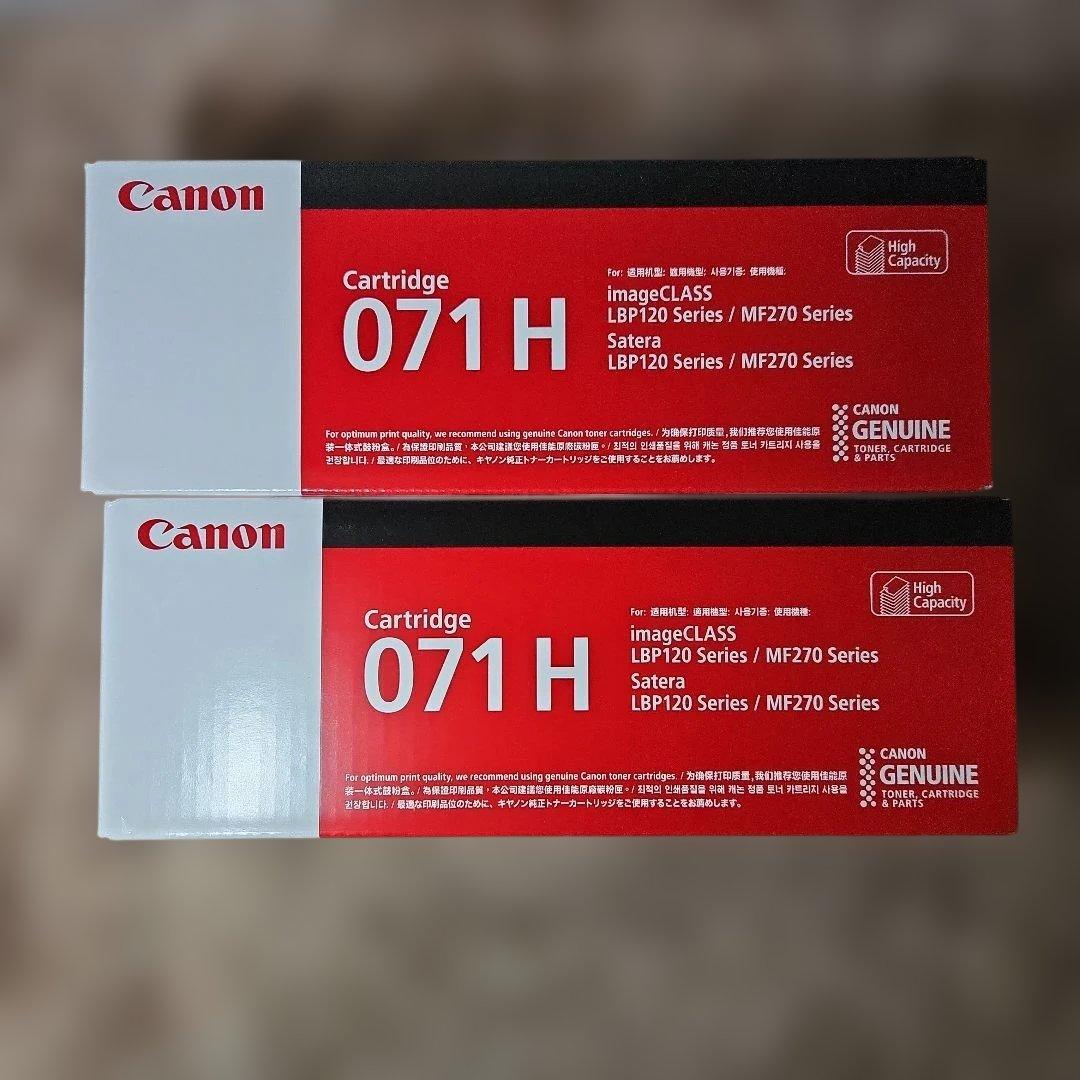 Canon
Cartridge
071 H
High
Capacity
For: 适用机型: 適用機型: 사용기종: 使用機種:
imageCLASS
LBP120 Series / MF270 Series
Satera
LBP120 Series / MF270 Series
For optimum print quality, we recommend using genuine Canon toner cartridges. / 为确保打印质量,我们推荐您使用佳能原
装一体式鼓粉盒。/ 為保證印刷品質，本公司建議您使用佳能原廠碳粉匣。/ 최적의 인쇄품질을 위해 캐논 정품 토너 카트리지 사용을
권장합니다. / 最適な印刷品位のために、キヤノン純正トナーカートリッジをご使用することをお薦めします。
CANON
GENUINE
TONER, CARTRIDGE
& PARTS
Canon
Cartridge
071 H
High
Capacity
For: 适用机型: 適用機型: 사용기종: 使用機種:
imageCLASS
LBP120 Series / MF270 Series
Satera
LBP120 Series / MF270 Series
For optimum print quality, we recommend using genuine Canon toner cartridges. / 为确保打印质量,我们推荐您使用佳能原
装一体式鼓粉盒。/ 為保證印刷品質，本公司建議您使用佳能原廠碳粉匣。/ 최적의 인쇄품질을 위해 캐논 정품 토너 카트리지 사용을
권장합니다. / 最適な印刷品位のために、キヤノン純正トナーカートリッジをご使用することをお薦めします。
CANON
GENUINE
TONER, CARTRIDGE
& PARTS